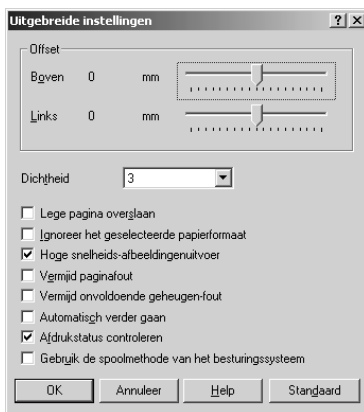 Uitgebreide instellingen
Offset
Boven 0 mm
Links 0 mm
Dichtheid 3
Lege pagina overslaan
Ignoreer het geselecteerde papierformaat
Hoge snelheids-afbeeldingenuitvoer
Vermijd paginafout
Vermijd onvoldoende geheugen-fout
Automatisch verder gaan
Afdrukstatus controleren
Gebruik de spoolmethode van het besturingssysteem
OK Annuleer Help Standaard